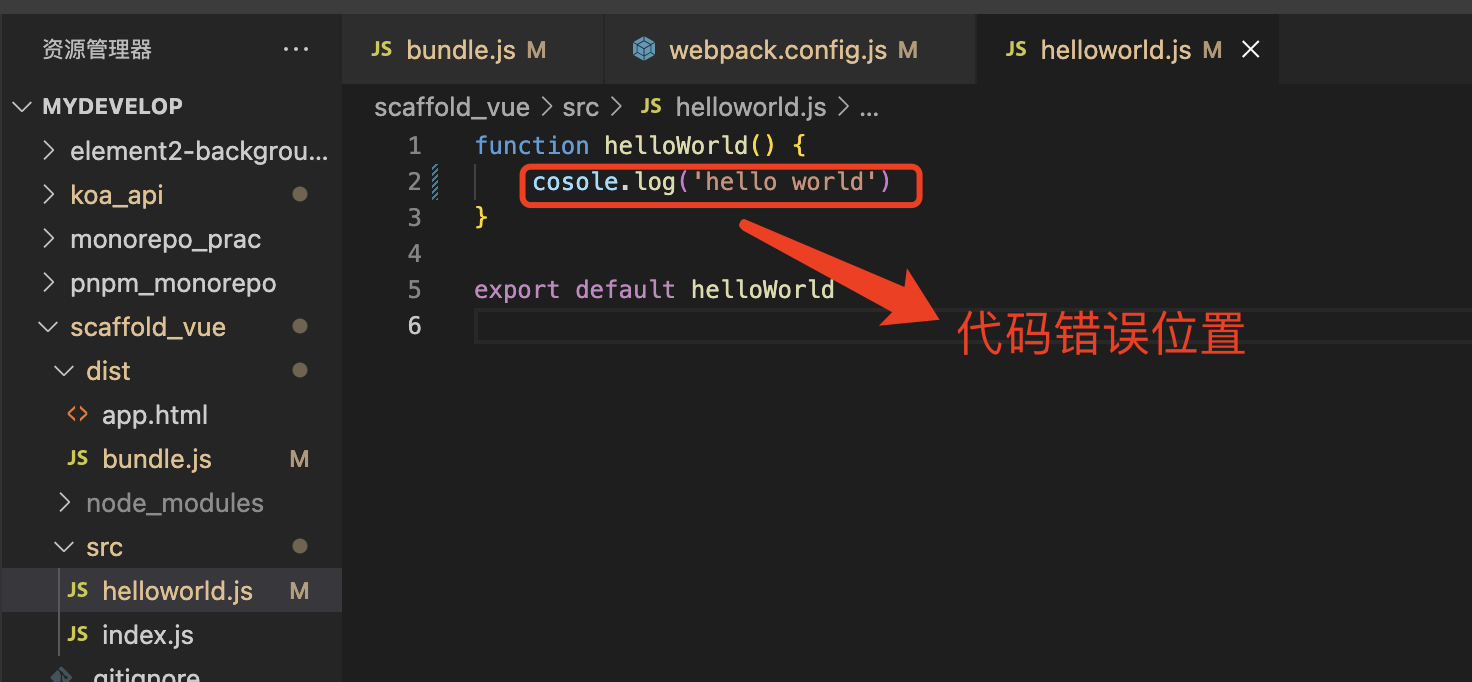 资源管理器 ...
MYDEVELOP
element2-backgrou...
koa_api
monorepo_prac
pnpm_monorepo
scaffold_vue
dist
<> app.html
JS bundle.js M
node_modules
src
JS helloworld.js M
JS index.js
.gitignore
JS bundle.js M
webpack.config.js M
JS helloworld.js M
scaffold_vue > src > JS helloworld.js > ...
1 function helloWorld() {
2 cosole.log('hello world')
3 }
4
5 export default helloWorld
6
代码错误位置